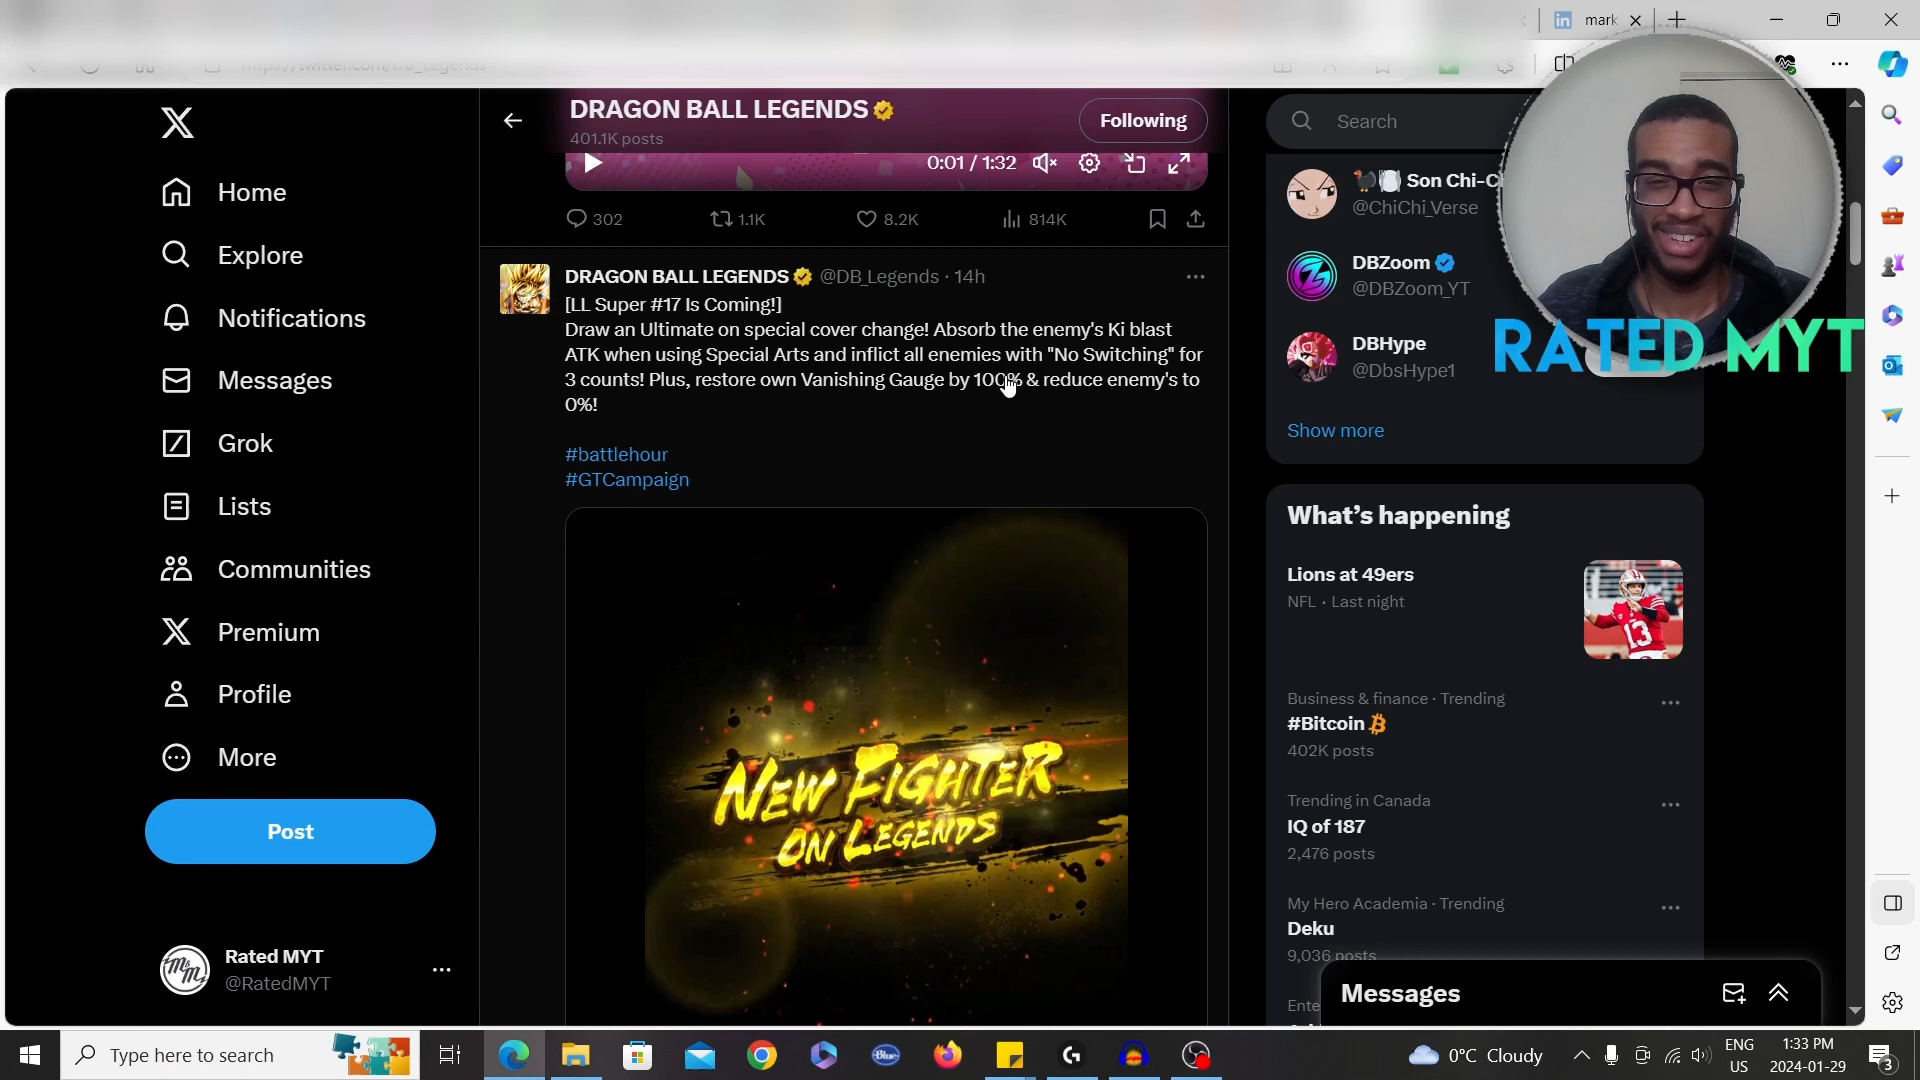 mark
DRAGON BALL LEGENDS
401.1K posts
Following
0:01 / 1:32
302
1.1K
8.2K
814K
Home
Explore
Notifications
Messages
Grok
Lists
Communities
Premium
Profile
More
Post
Rated MYT
@RatedMYT
DRAGON BALL LEGENDS @DB_Legends · 14h
[LL Super #17 Is Coming!]
Draw an Ultimate on special cover change! Absorb the enemy's Ki blast
ATK when using Special Arts and inflict all enemies with "No Switching" for
3 counts! Plus, restore own Vanishing Gauge by 100% & reduce enemy's to
0%!
#battlehour
#GTCampaign
NEW FIGHTER
ON LEGENDS
Search
Son Chi-C
@ChiChi_Verse
DBZoom
@DBZoom_YT
DBHype
@DbsHype1
Show more
RATED MYT
What's happening
Lions at 49ers
NFL · Last night
13
Business & finance · Trending
#Bitcoin
402K posts
Trending in Canada
IQ of 187
2,476 posts
My Hero Academia · Trending
Deku
9,036 posts
Messages
Type here to search
Blue
0°C Cloudy
ENG
US
1:33 PM
2024-01-29
3